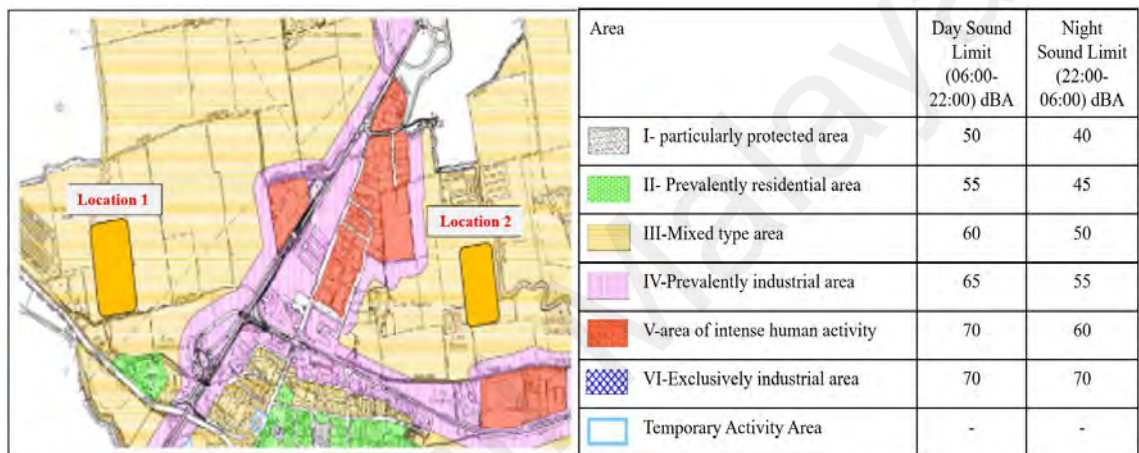 Location 1
Location 2
Area
Day Sound
Limit
(06:00-
22:00) dBA
Night
Sound Limit
(22:00-
06:00) dBA
I- particularly protected area 50 40
II- Prevalently residential area 55 45
III-Mixed type area 60 50
IV-Prevalently industrial area 65 55
V-area of intense human activity 70 60
VI-Exclusively industrial area 70 70
Temporary Activity Area - -
Malaya